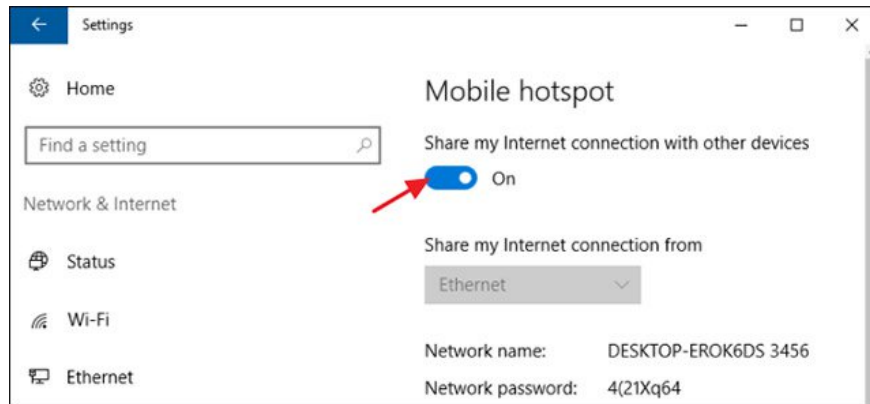 Settings
Home
Find a setting
Network & Internet
Status
Wi-Fi
Ethernet
Mobile hotspot
Share my Internet connection with other devices
On
Share my Internet connection from
Ethernet
Network name: DESKTOP-EROK6DS 3456
Network password: 4(21Xq64